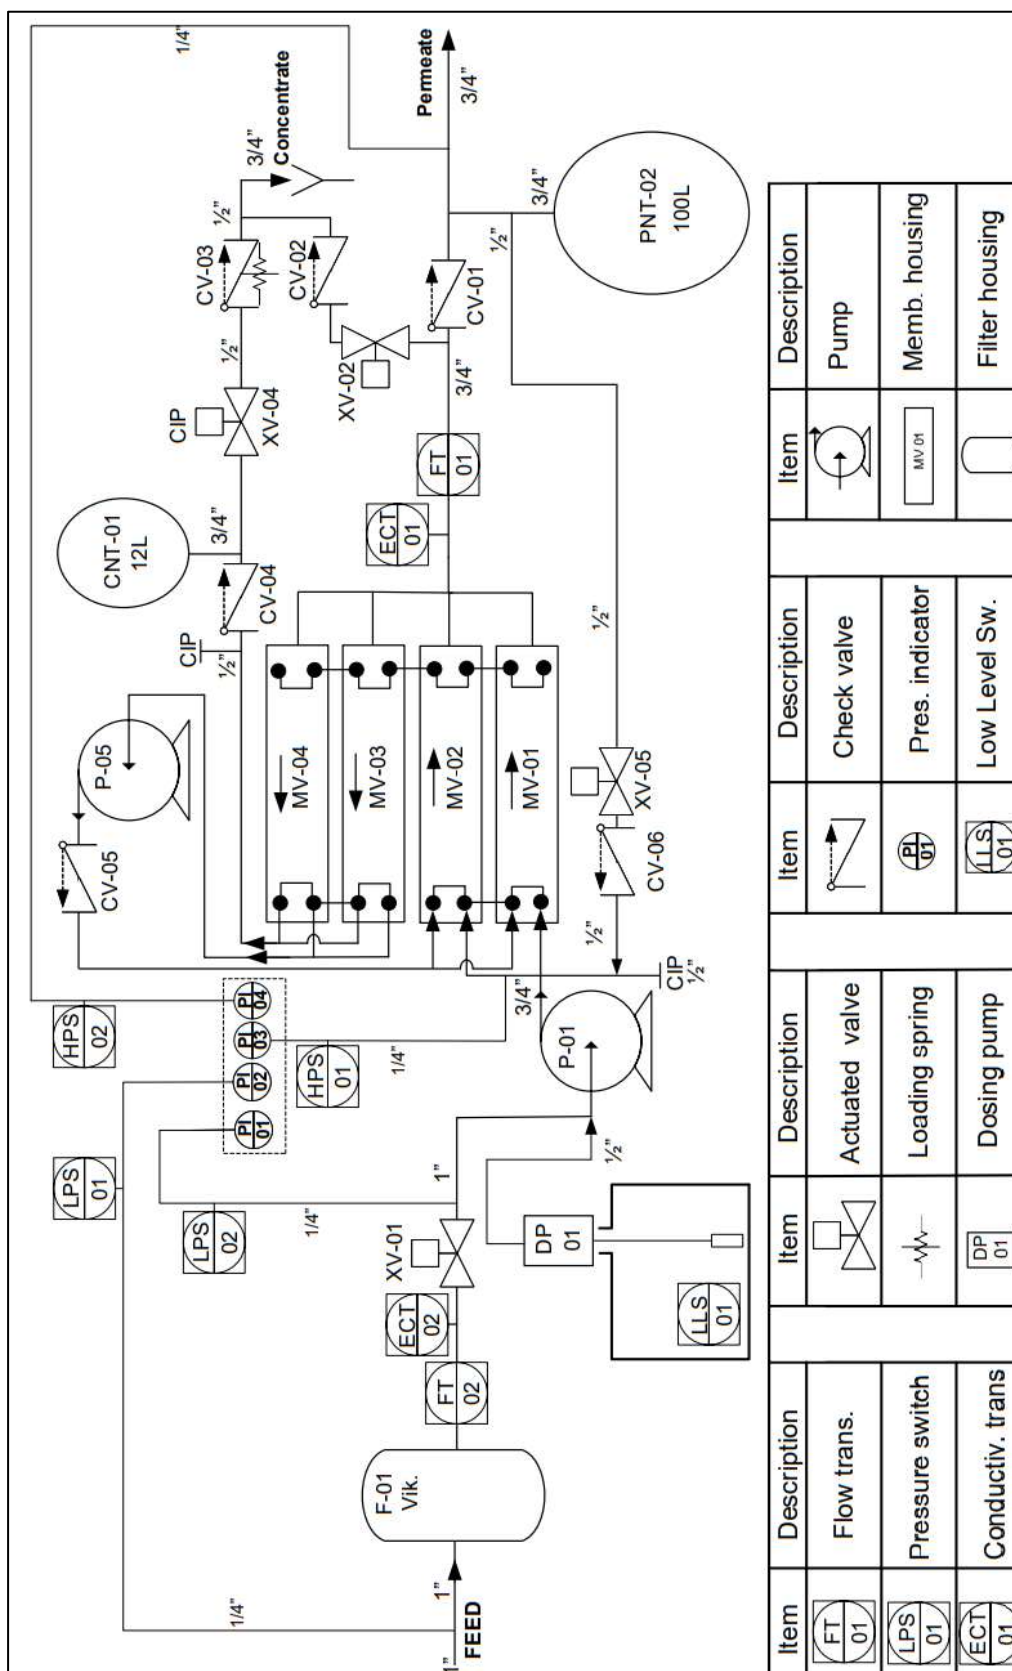 1/4"
Permeate
3/4"
Concentrate
3/4"
½"
CV-03
CV-02
½"
XV-04
CIP
XV-02
CV-01
3/4"
½"
3/4"
PNT-02
100L
CNT-01
12L
3/4"
CV-04
CIP
½"
ECT
01
FT
01
P-05
CV-05
MV-04
MV-03
MV-02
MV-01
½"
XV-05
CV-06
½"
CIP
½"
3/4"
P-01
HPS
02
PI
04
PI
03
PI
02
PI
01
HPS
01
1/4"
LPS
01
LPS
02
1/4"
1"
XV-01
½"
DP
01
LLS
01
ECT
02
FT
02
F-01
Vik.
1/4"
1"
FEED
1"
Item Description Item Description Item Description Item Description
FT
01
Flow trans.
Actuated valve
Check valve
Pump
LPS
01
Pressure switch
Loading spring
PI
01
Pres. indicator
MV 01
Memb. housing
ECT
01
Conductiv. trans
DP
01
Dosing pump
LLS
01
Low Level Sw.
Filter housing